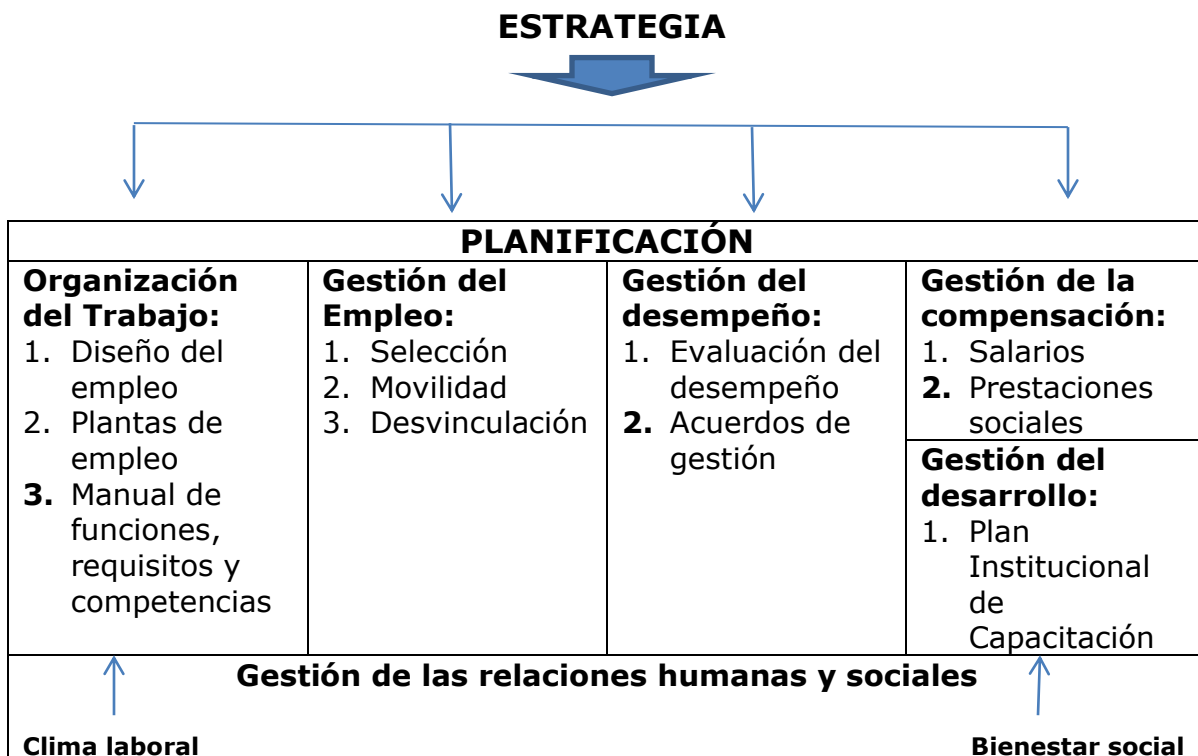 ESTRATEGIA
PLANIFICACIÓN
Organización
del Trabajo:
1. Diseño del
empleo
2. Plantas de
empleo
3. Manual de
funciones,
requisitos y
competencias
Gestión del
Empleo:
1. Selección
2. Movilidad
3. Desvinculación
Gestión del
desempeño:
1. Evaluación del
desempeño
2. Acuerdos de
gestión
Gestión de la
compensación:
1. Salarios
2. Prestaciones
sociales
Gestión del
desarrollo:
1. Plan
Institucional
de
Capacitación
Gestión de las relaciones humanas y sociales
Clima laboral
Bienestar social